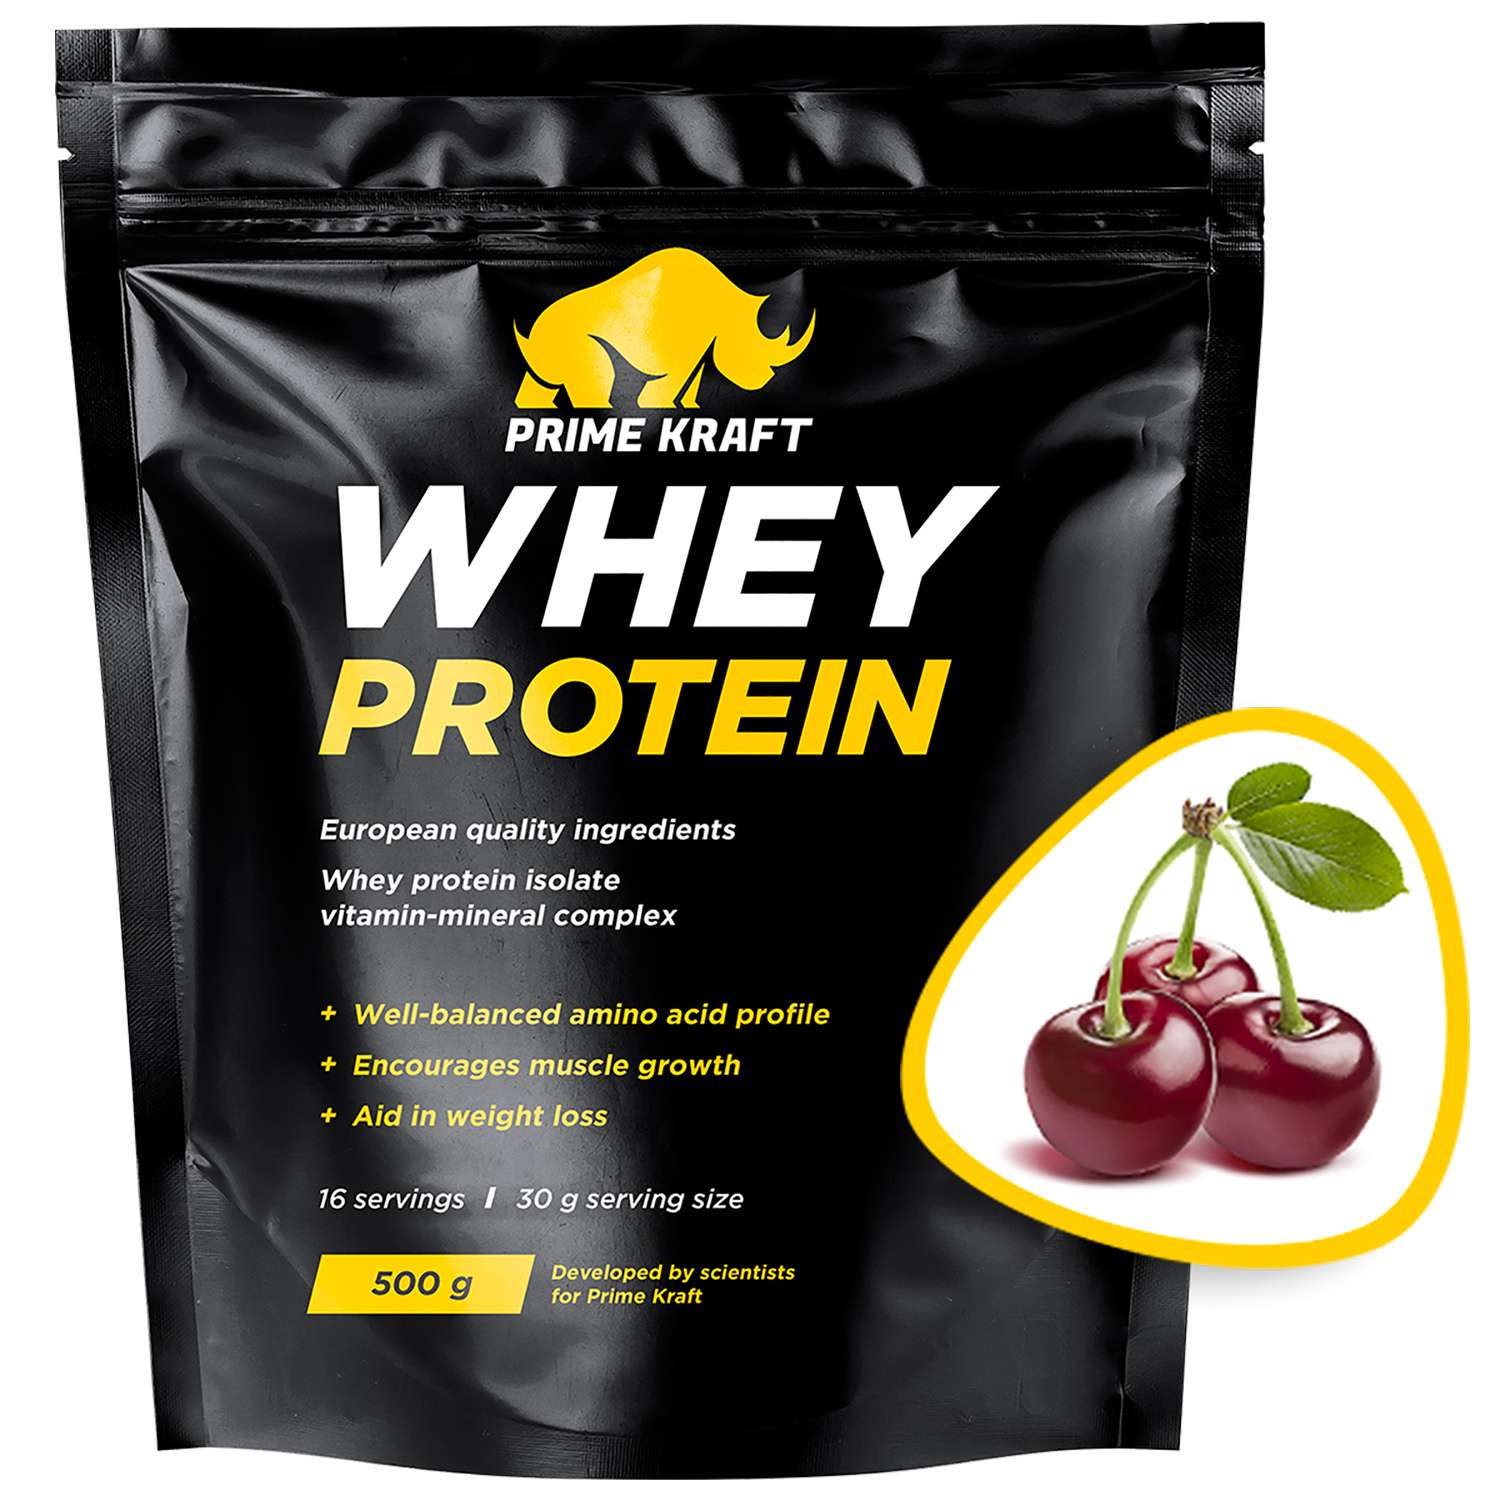 PRIME KRAFT
WHEY
PROTEIN
European quality ingredients
Whey protein isolate
vitamin-mineral complex
+ Well-balanced amino acid profile
+ Encourages muscle growth
+ Aid in weight loss
16 servings I 30 g serving size
500 g
Developed by scientists
for Prime Kraft